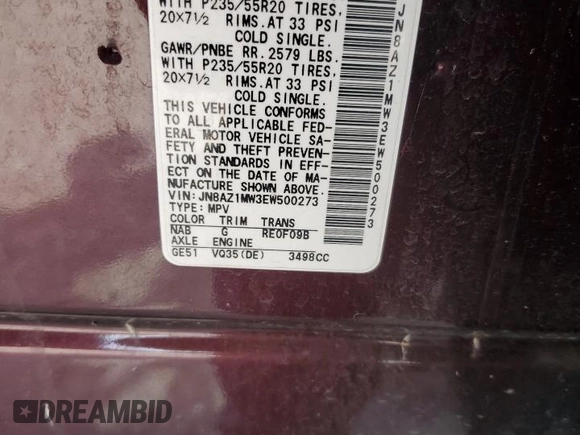 WITH P235/55R20 TIRES,
20X7½ RIMS.AT 33 PSI
COLD SINGLE.
GAWR/PNBE RR. 2579 LBS.
WITH P235/55R20 TIRES,
20X7½ RIMS.AT 33 PSI
COLD SINGLE.
THIS VEHICLE CONFORMS
TO ALL APPLICABLE FED-
ERAL MOTOR VEHICLE SA-
FETY AND THEFT PREVEN-
TION STANDARDS IN EFF-
ECT ON THE DATE OF MA-
NUFACTURE SHOWN ABOVE.
VIN: JN8AZ1MW3EW500273
TYPE: MPV
COLOR TRIM TRANS
NAB G RE0F09B
AXLE ENGINE
GE51 VQ35(DE) 3498CC
JN8AZ1MW3EW500273
DREAMBID